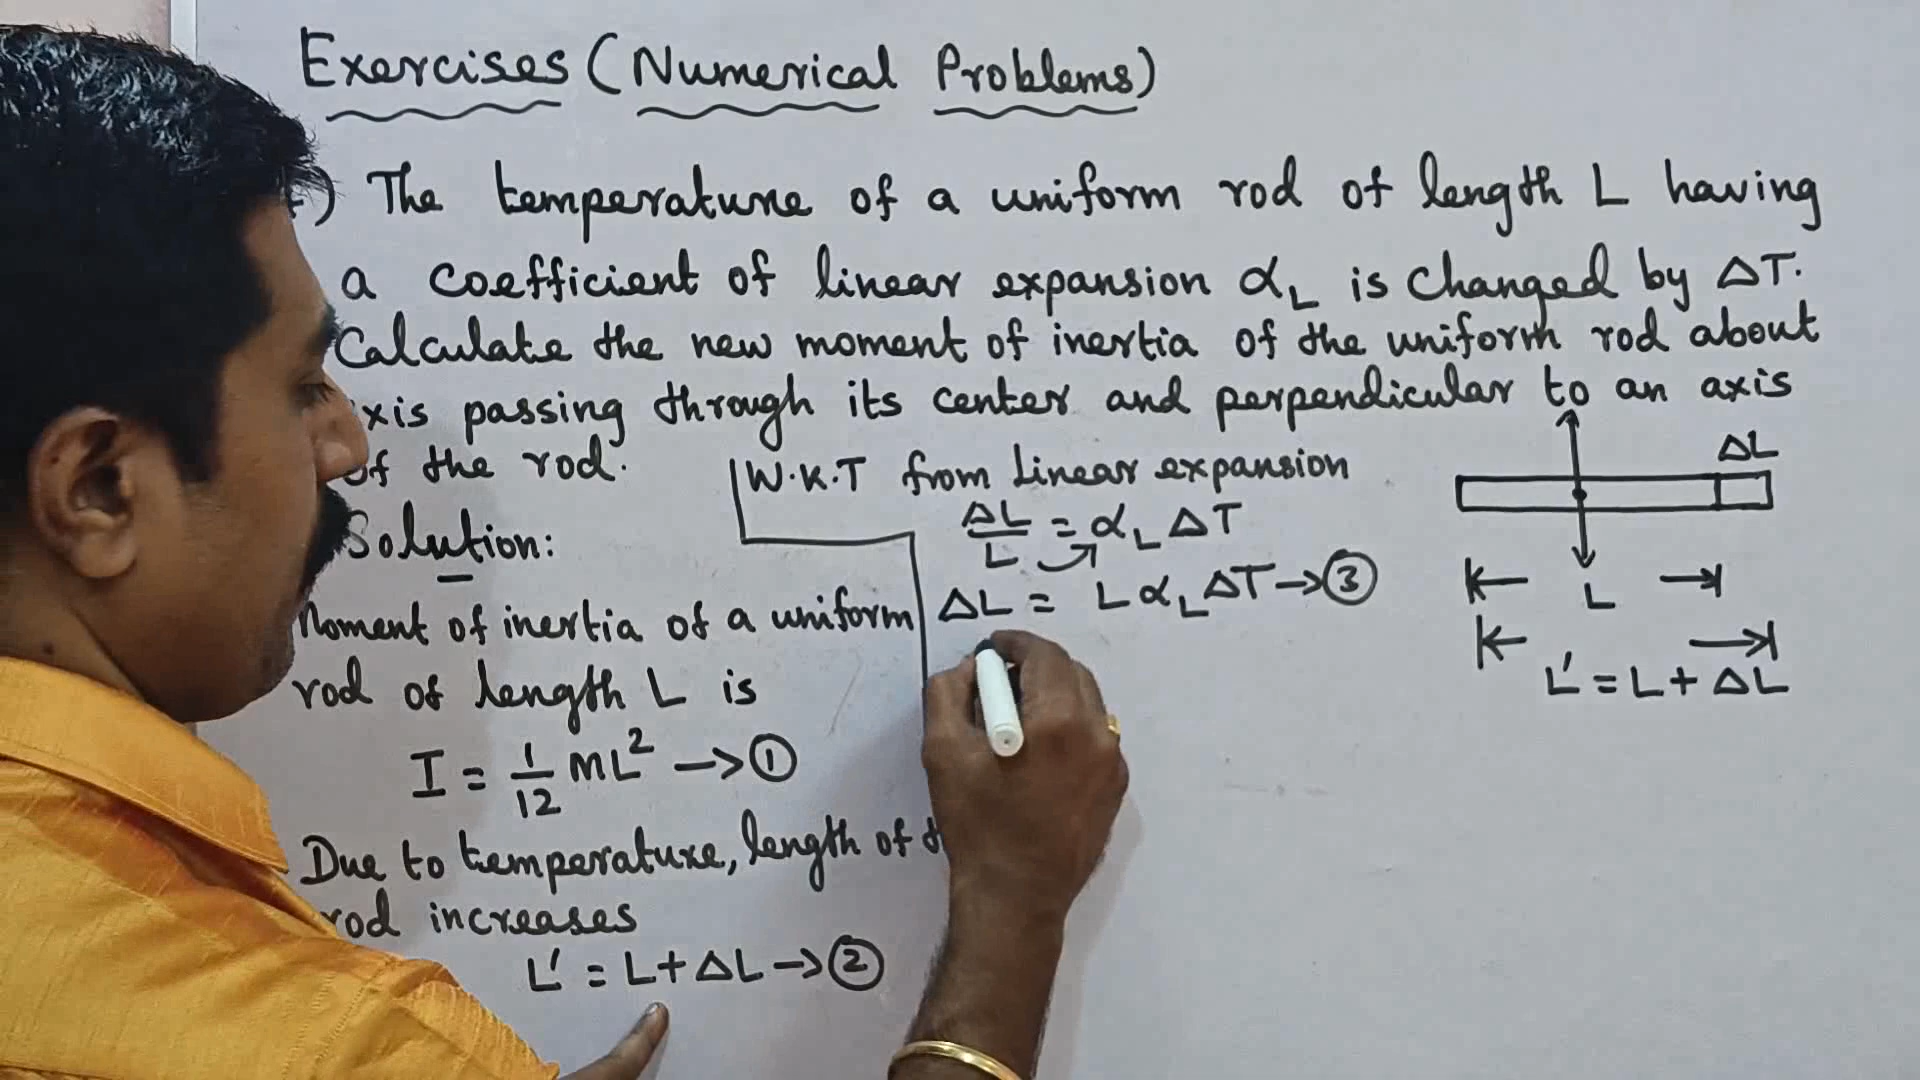 Exercises (Numerical Problems)
) The temperature of a uniform rod of length L having
a coefficient of linear expansion αL is changed by ΔT.
Calculate the new moment of inertia of the uniform rod about
xis passing through its center and perpendicular to an axis
of the rod.
Solution:
Moment of inertia of a uniform
rod of length L is
I = 1/12 ML² → ①
Due to temperature, length of
rod increases
L' = L + ΔL → ②
W.K.T from Linear expansion
ΔL/L = αL ΔT
ΔL = L αL ΔT → ③
ΔL
L
L' = L + ΔL